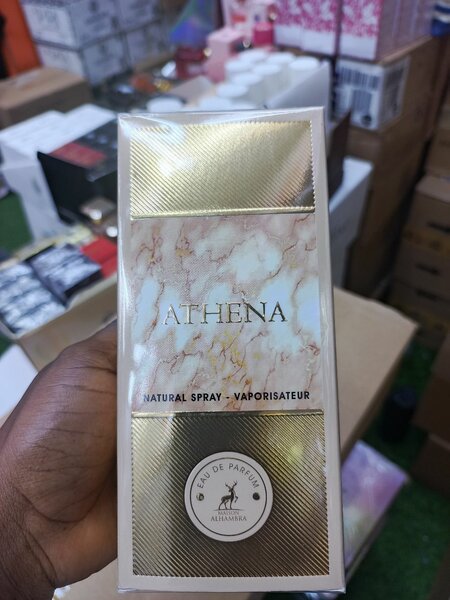 ATHENA
NATURAL SPRAY - VAPORISATEUR
EAU DE PARFUM
MAISON
ALHAMBRA